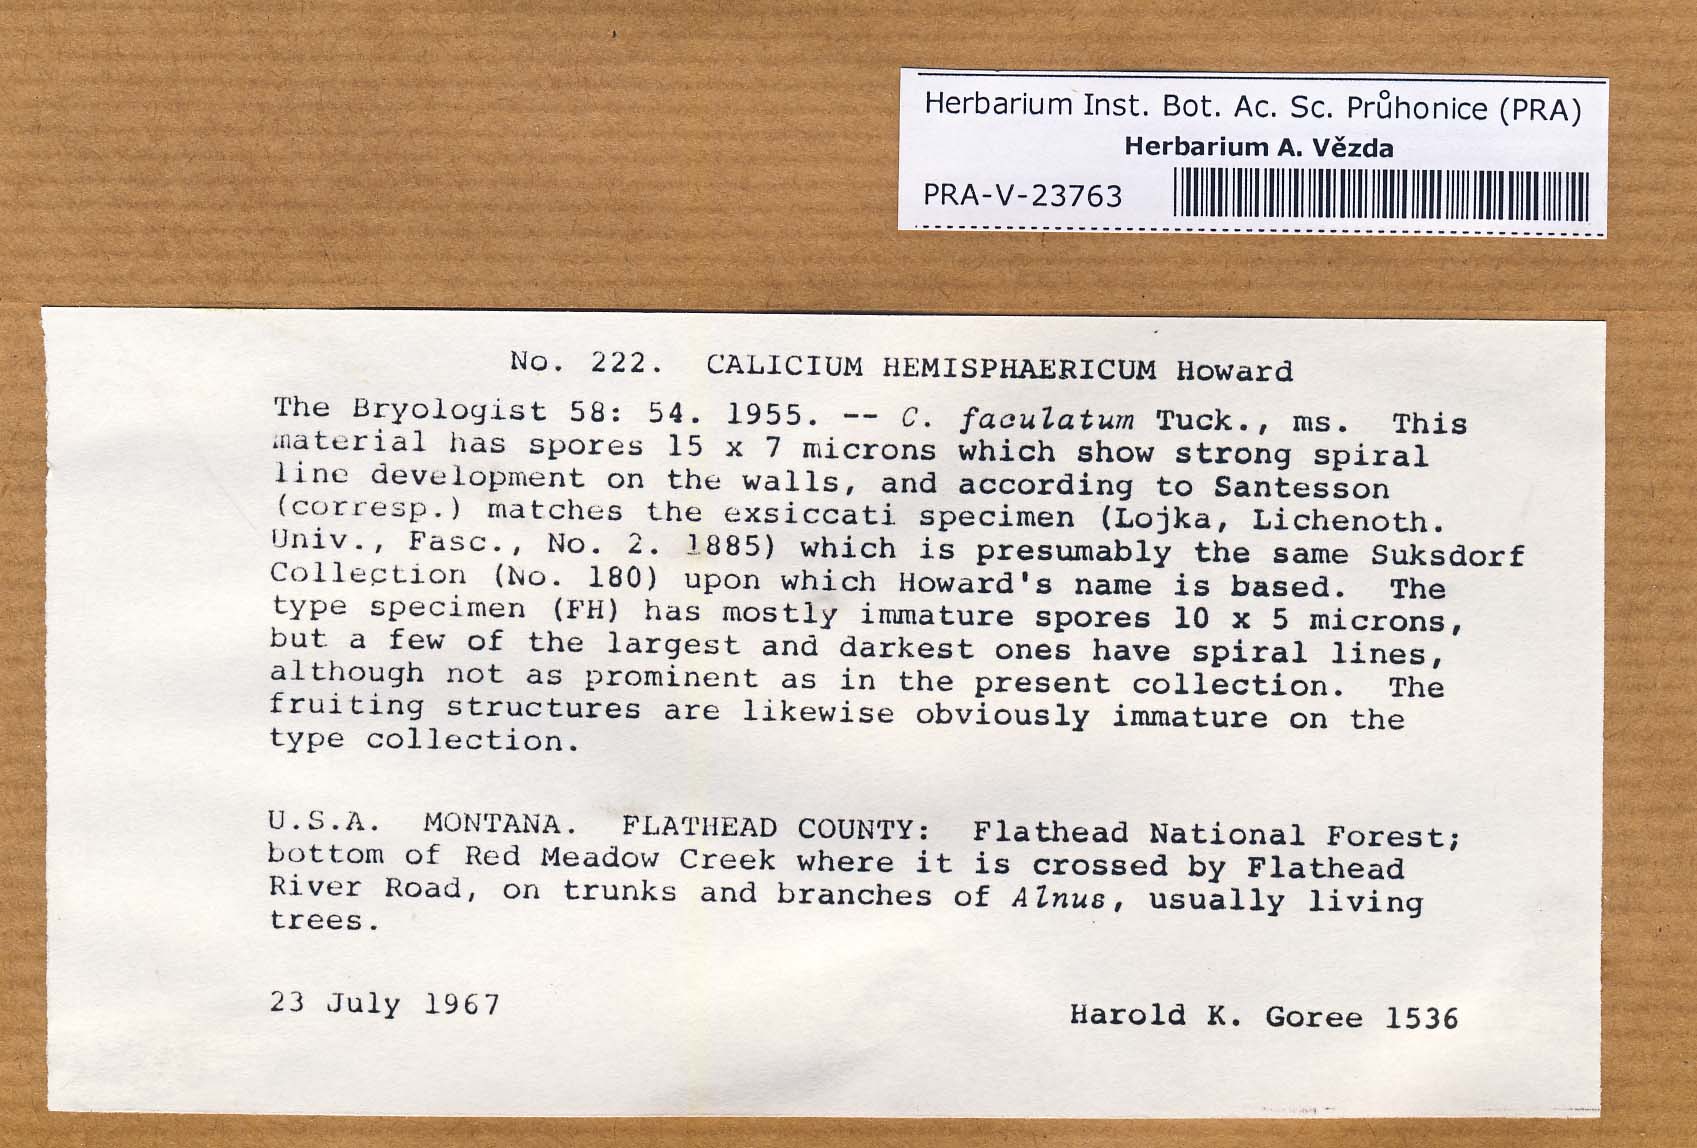 Herbarium Inst. Bot. Ac. Sc. Průhonice (PRA)
Herbarium A. Vězda
PRA-V-23763
No. 222. CALICIUM HEMISPHAERICUM Howard
The Bryologist 58: 54. 1955. -- C. faculatum Tuck., ms. This
material has spores 15 x 7 microns which show strong spiral
line development on the walls, and according to Santesson
(corresp.) matches the exsiccati specimen (Lojka, Lichenoth.
Univ., Fasc., No. 2. 1885) which is presumably the same Suksdorf
Collection (No. 180) upon which Howard's name is based. The
type specimen (FH) has mostly immature spores 10 x 5 microns,
but a few of the largest and darkest ones have spiral lines,
although not as prominent as in the present collection. The
fruiting structures are likewise obviously immature on the
type collection.
U.S.A. MONTANA. FLATHEAD COUNTY: Flathead National Forest;
bottom of Red Meadow Creek where it is crossed by Flathead
River Road, on trunks and branches of Alnus, usually living
trees.
23 July 1967
Harold K. Goree 1536